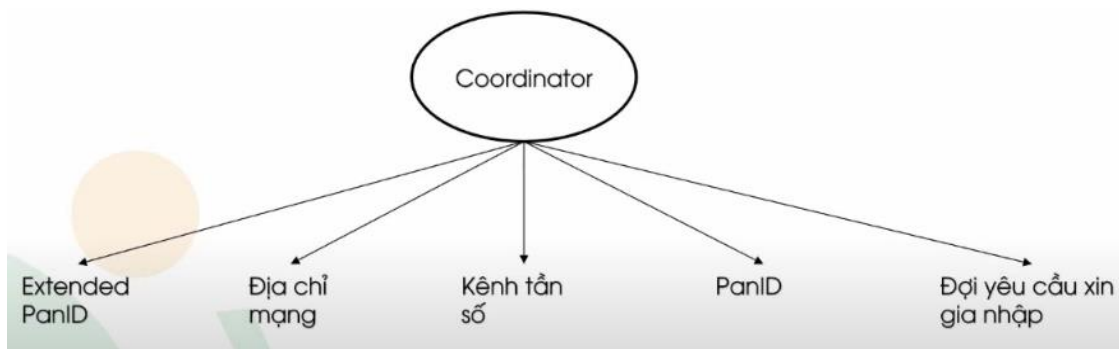 Coordinator
Extended
PanID
Địa chỉ
mạng
Kênh tần
số
PanID
Đợi yêu cầu xin
gia nhập